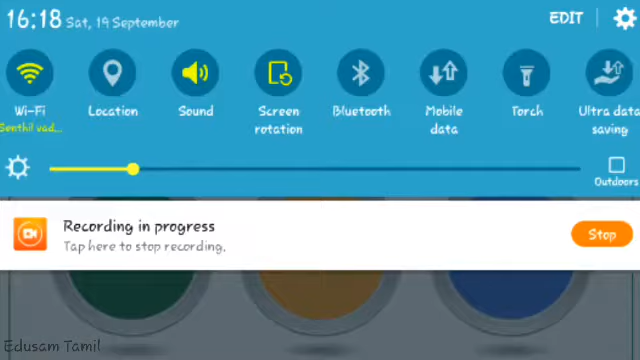 16:18 Sat, 19 September EDIT
Wi-Fi Location Sound Screen rotation Bluetooth Mobile data Torch Ultra data saving
Senthil vad...
Outdoors
Recording in progress
Tap here to stop recording.
Stop
Edusam Tamil